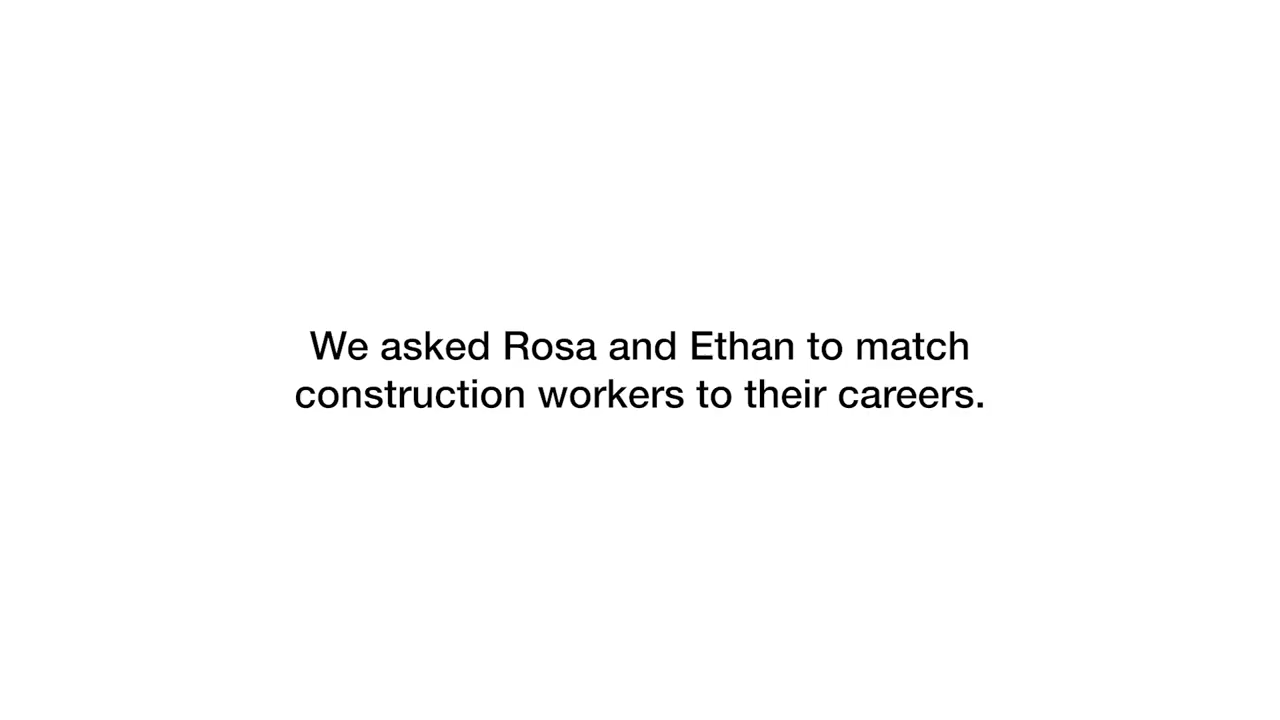 We asked Rosa and Ethan to match
construction workers to their careers.